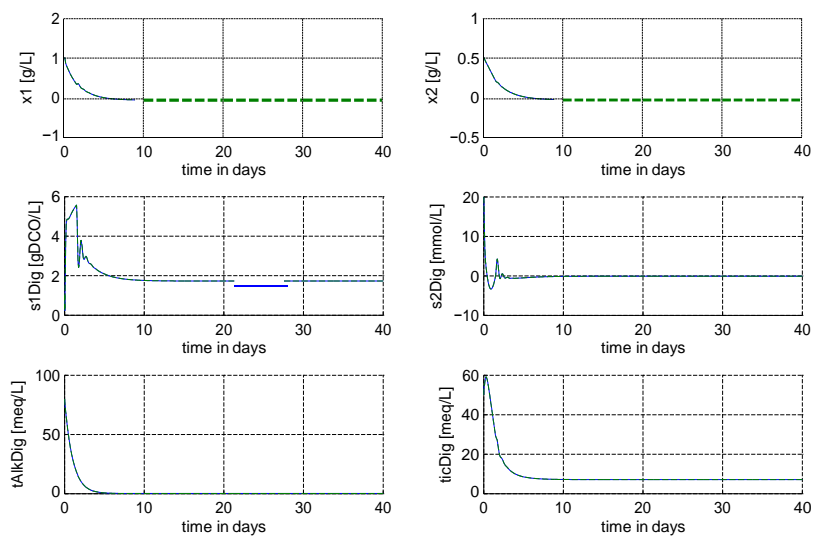 2
1
0
−1
x1 [g/L]
0 10 20 30 40
time in days
1
0.5
0
−0.5
x2 [g/L]
0 10 20 30 40
time in days
6
4
2
0
s1Dig [gDCO/L]
0 10 20 30 40
time in days
20
10
0
−10
s2Dig [mmol/L]
0 10 20 30 40
time in days
100
50
0
tAlkDig [meq/L]
0 10 20 30 40
time in days
60
40
20
0
ticDig [meq/L]
0 10 20 30 40
time in days